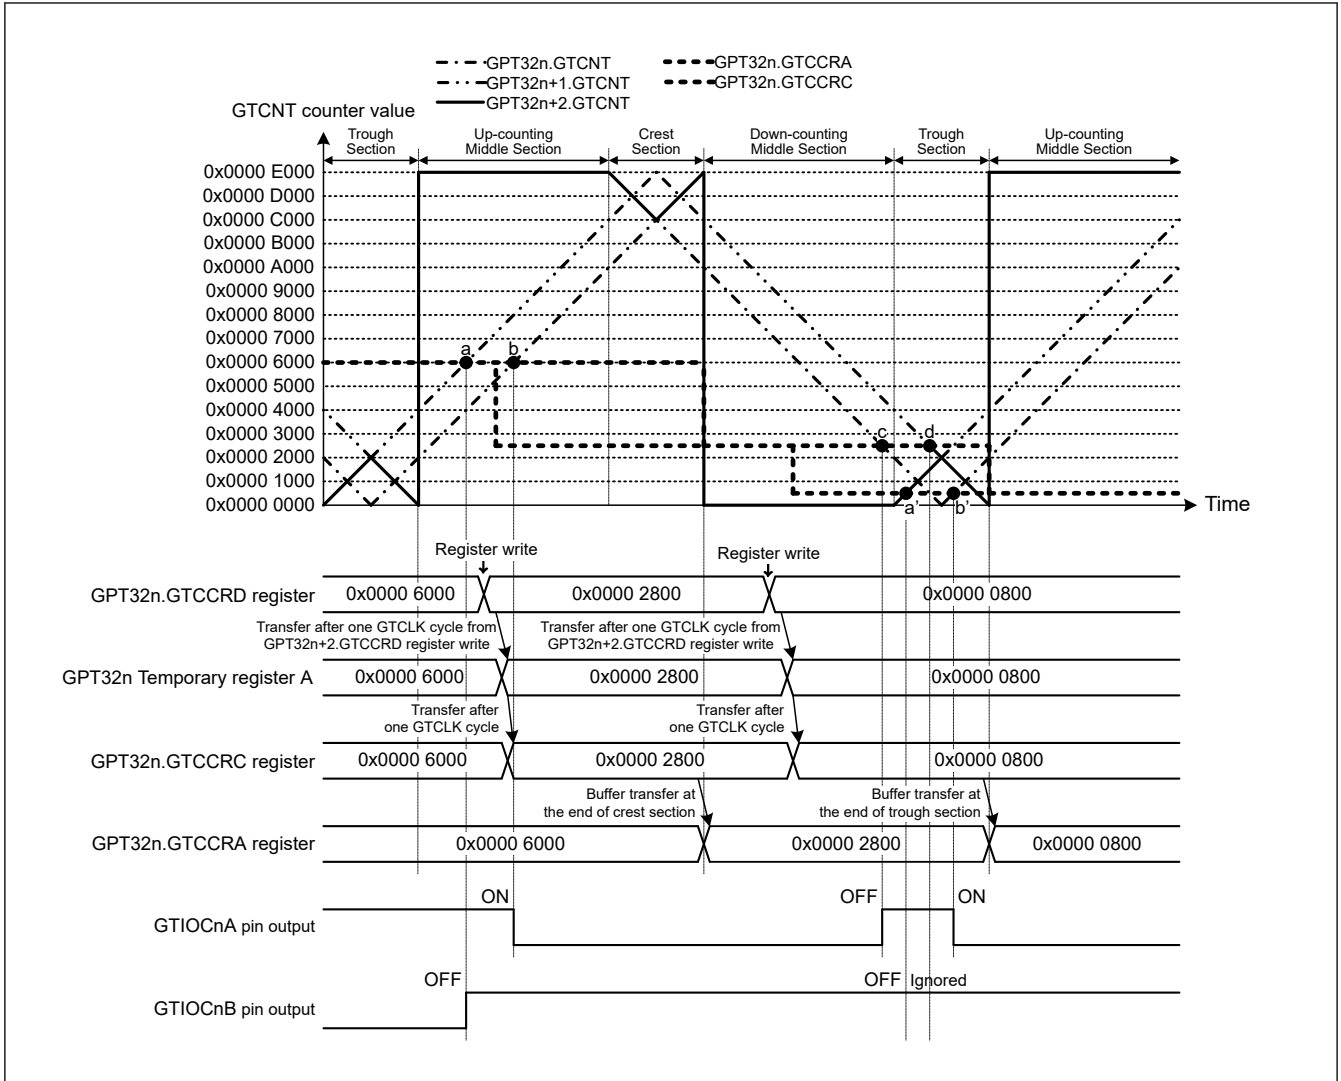 GPT32n.GTCNT
GPT32n+1.GTCNT
GPT32n+2.GTCNT
GPT32n.GTCCRA
GPT32n.GTCCRC
GTCNT counter value
Trough
Section
Up-counting
Middle Section
Crest
Section
Down-counting
Middle Section
Trough
Section
Up-counting
Middle Section
0x0000 E000
0x0000 D000
0x0000 C000
0x0000 B000
0x0000 A000
0x0000 9000
0x0000 8000
0x0000 7000
0x0000 6000
0x0000 5000
0x0000 4000
0x0000 3000
0x0000 2000
0x0000 1000
0x0000 0000
a
b
c
d
a'
b'
Time
Register write
Register write
GPT32n.GTCCRD register
0x0000 6000
0x0000 2800
0x0000 0800
Transfer after one GTCLK cycle from
GPT32n+2.GTCCRD register write
Transfer after one GTCLK cycle from
GPT32n+2.GTCCRD register write
GPT32n Temporary register A
0x0000 6000
0x0000 2800
0x0000 0800
Transfer after
one GTCLK cycle
Transfer after
one GTCLK cycle
GPT32n.GTCCRC register
0x0000 6000
0x0000 2800
0x0000 0800
Buffer transfer at
the end of crest section
Buffer transfer at
the end of trough section
GPT32n.GTCCRA register
0x0000 6000
0x0000 2800
0x0000 0800
ON
OFF
ON
GTIOCnA pin output
OFF
OFF
Ignored
GTIOCnB pin output